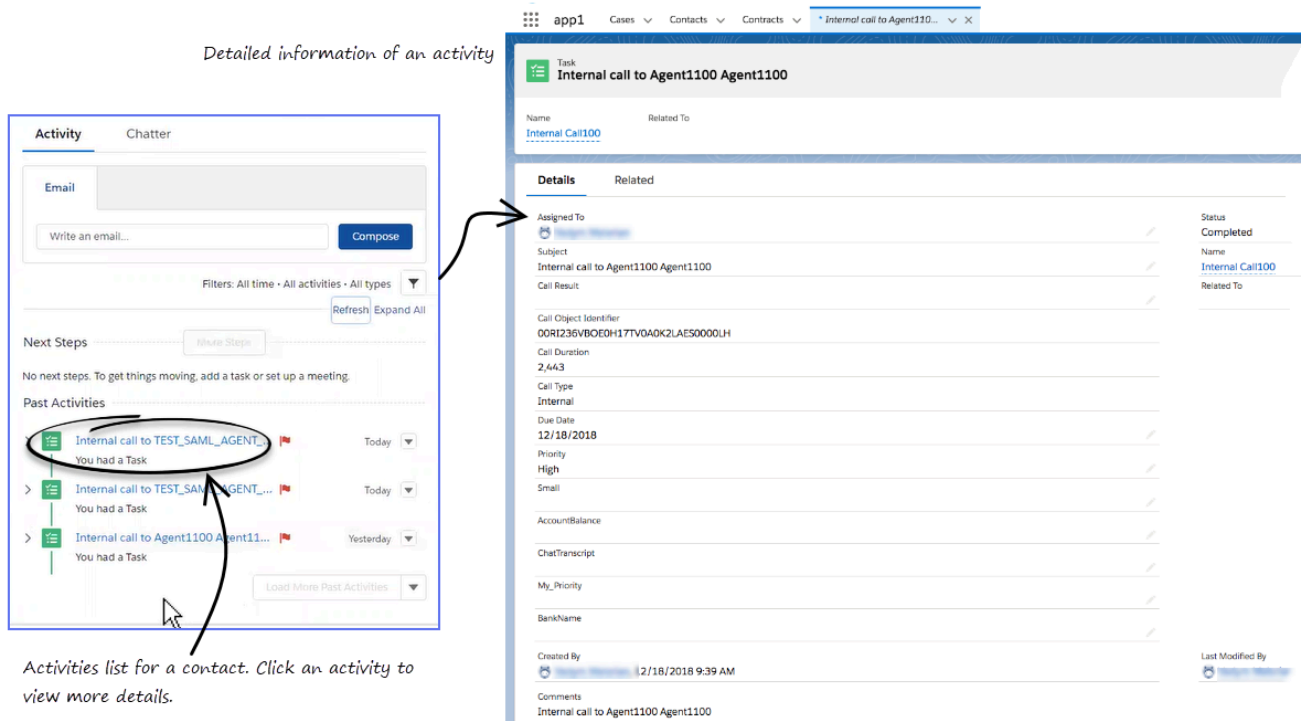 app1 Cases Contacts Contracts * Internal call to Agent110...
Detailed information of an activity
Task
Internal call to Agent1100 Agent1100
Name Related To
Internal Call100
Activity Chatter
Email
Write an email... Compose
Filters: All time • All activities • All types
Refresh Expand All
Next Steps More Steps
No next steps. To get things moving, add a task or set up a meeting.
Past Activities
Internal call to TEST_SAML_AGENT_... Today
You had a Task
Internal call to TEST_SAML_AGENT_... Today
You had a Task
Internal call to Agent1100 Agent11... Yesterday
You had a Task
Load More Past Activities
Activities list for a contact. Click an activity to
view more details.
Details Related
Assigned To Status
Completed
Subject Name
Internal call to Agent1100 Agent1100 Internal Call100
Call Result Related To
Call Object Identifier
00RI236VBOE0H17TV0A0K2LAES0000LH
Call Duration
2,443
Call Type
Internal
Due Date
12/18/2018
Priority
High
Small
AccountBalance
ChatTranscript
My_Priority
BankName
Created By Last Modified By
12/18/2018 9:39 AM
Comments
Internal call to Agent1100 Agent1100